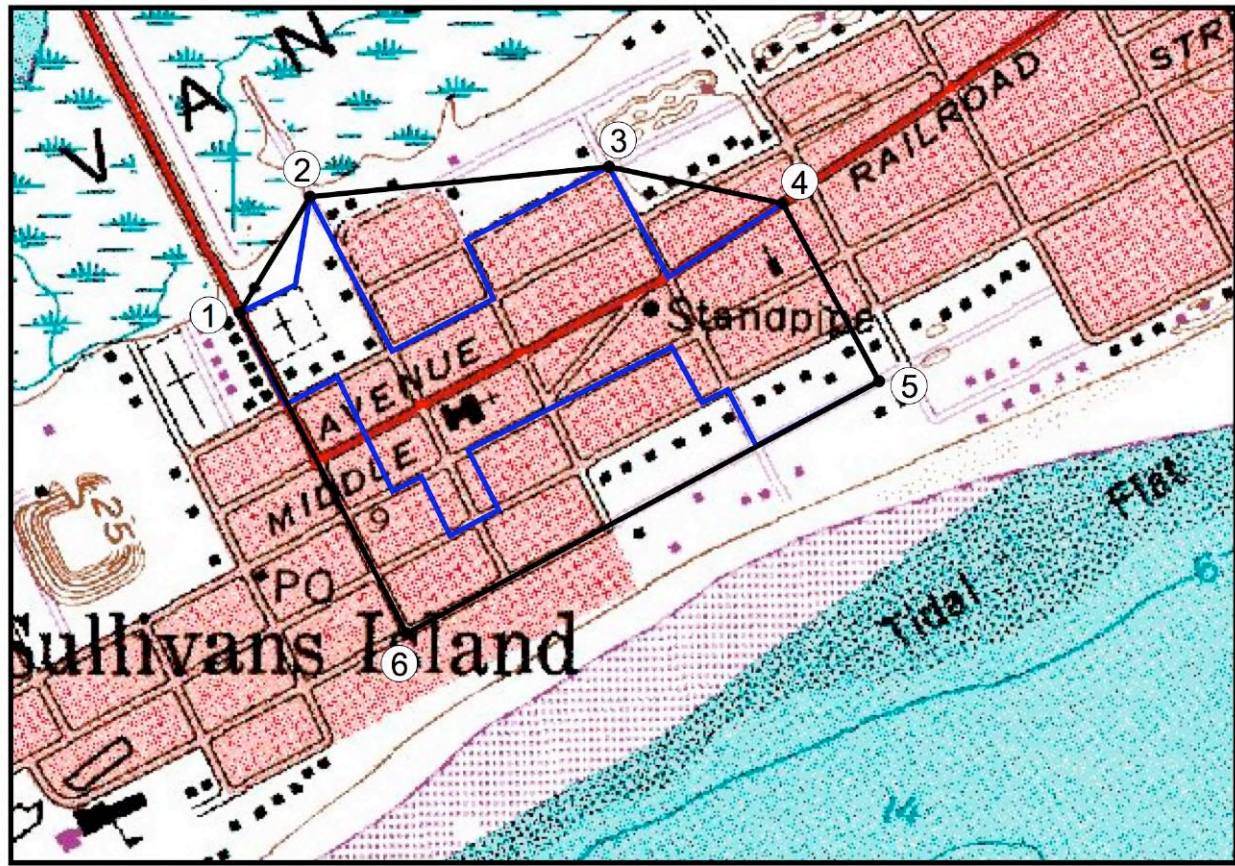 V A N
STR
RAILROAD
2
3
4
1
Standpipe
5
AVENUE
MIDDLE
9
25
PO
Sullivans Island
6
Flat
Tidal
6
14